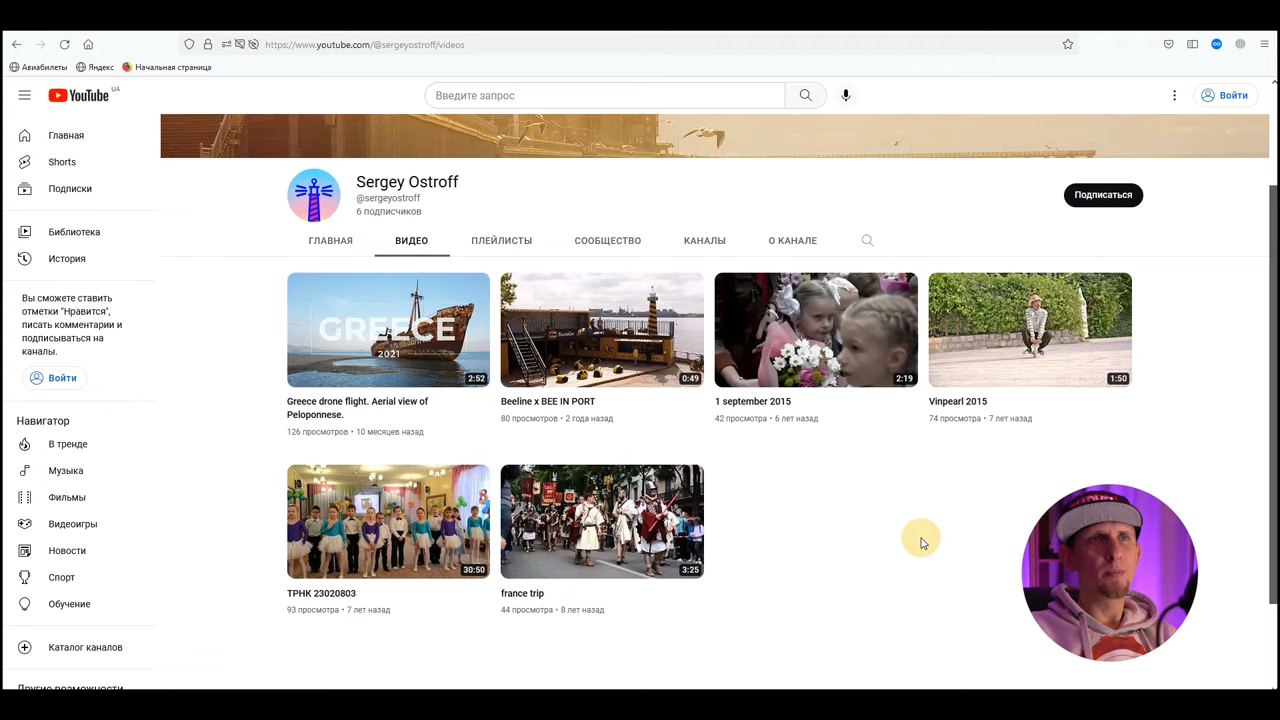 https://www.youtube.com/@sergeyostroff/videos
Авиабилеты
Яндекс
Начальная страница
YouTube
UA
Введите запрос
Войти
Главная
Shorts
Подписки
Библиотека
История
Вы сможете ставить
отметки "Нравится",
писать комментарии и
подписываться на
каналы.
Войти
Навигатор
В тренде
Музыка
Фильмы
Видеоигры
Новости
Спорт
Обучение
Каталог каналов
Другие возможности
Sergey Ostroff
@sergeyostroff
6 подписчиков
Подписаться
ГЛАВНАЯ
ВИДЕО
ПЛЕЙЛИСТЫ
СООБЩЕСТВО
КАНАЛЫ
О КАНАЛЕ
GREECE
2021
2:52
0:49
2:19
1:50
Greece drone flight. Aerial view of
Peloponnese.
126 просмотров • 10 месяцев назад
Beeline x BEE IN PORT
80 просмотров • 2 года назад
1 september 2015
42 просмотра • 6 лет назад
Vinpearl 2015
74 просмотра • 7 лет назад
30:50
3:25
ТРНК 23020803
93 просмотра • 7 лет назад
france trip
44 просмотра • 8 лет назад